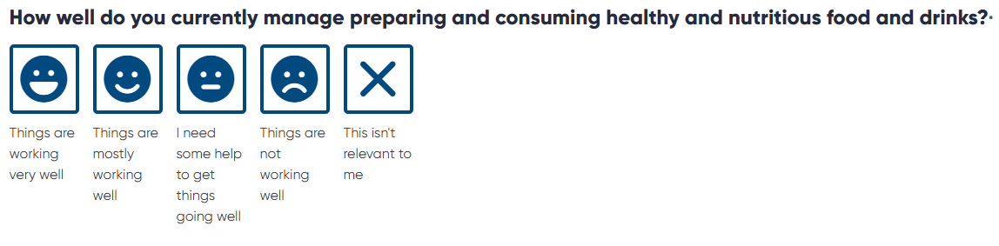 How well do you currently manage preparing and consuming healthy and nutritious food and drinks?*
Things are
working
very well
Things are
mostly
working
well
I need
some help
to get
things
going well
Things are
not
working
well
This isn't
relevant to
me